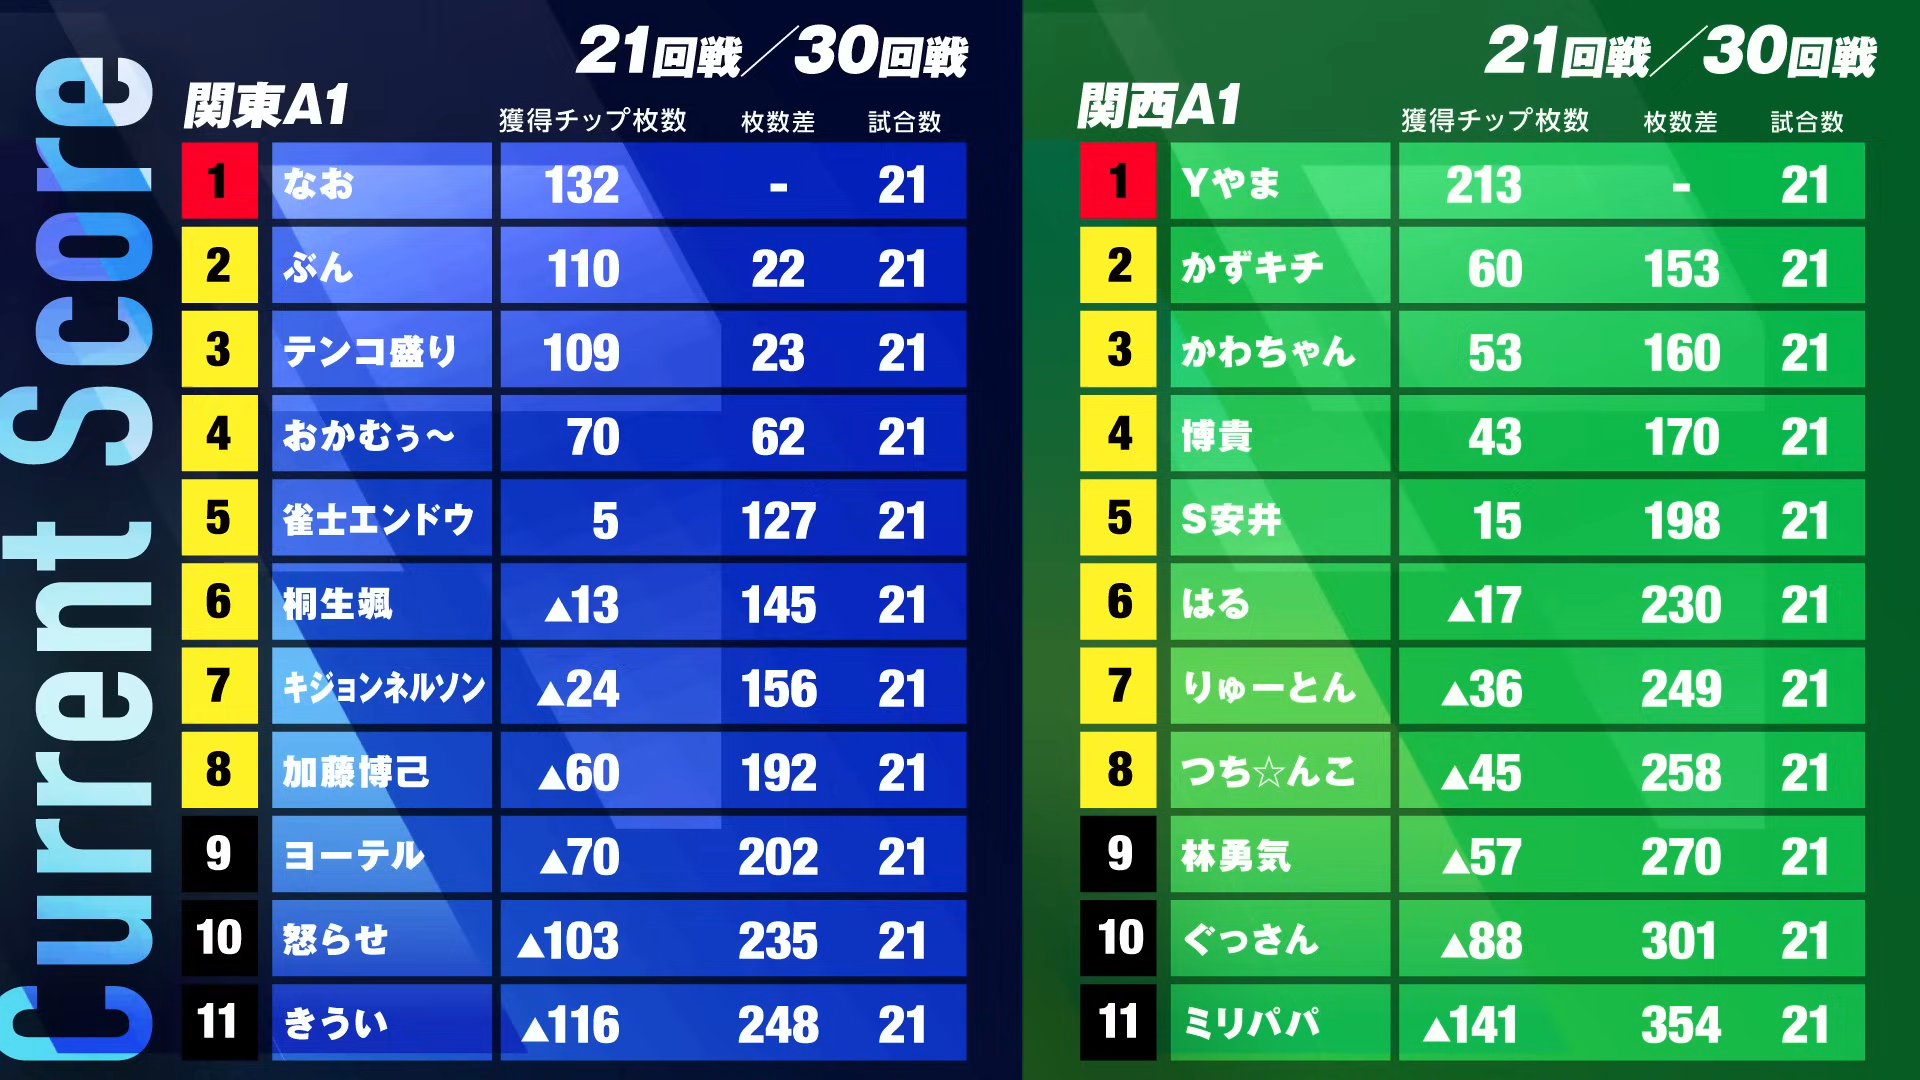 Current Score
関東A1
21回戦／30回戦
獲得チップ枚数 枚数差 試合数
1 なお 132 - 21
2 ぶん 110 22 21
3 テンコ盛り 109 23 21
4 おかむぅ〜 70 62 21
5 雀士エンドウ 5 127 21
6 桐生颯 ▲13 145 21
7 キジョンネルソン ▲24 156 21
8 加藤博己 ▲60 192 21
9 ヨーテル ▲70 202 21
10 怒らせ ▲103 235 21
11 きうい ▲116 248 21
関西A1
21回戦／30回戦
獲得チップ枚数 枚数差 試合数
1 Yやま 213 - 21
2 かずキチ 60 153 21
3 かわちゃん 53 160 21
4 博貴 43 170 21
5 S安井 15 198 21
6 はる ▲17 230 21
7 りゅーとん ▲36 249 21
8 つち☆んこ ▲45 258 21
9 林勇気 ▲57 270 21
10 ぐっさん ▲88 301 21
11 ミリパパ ▲141 354 21